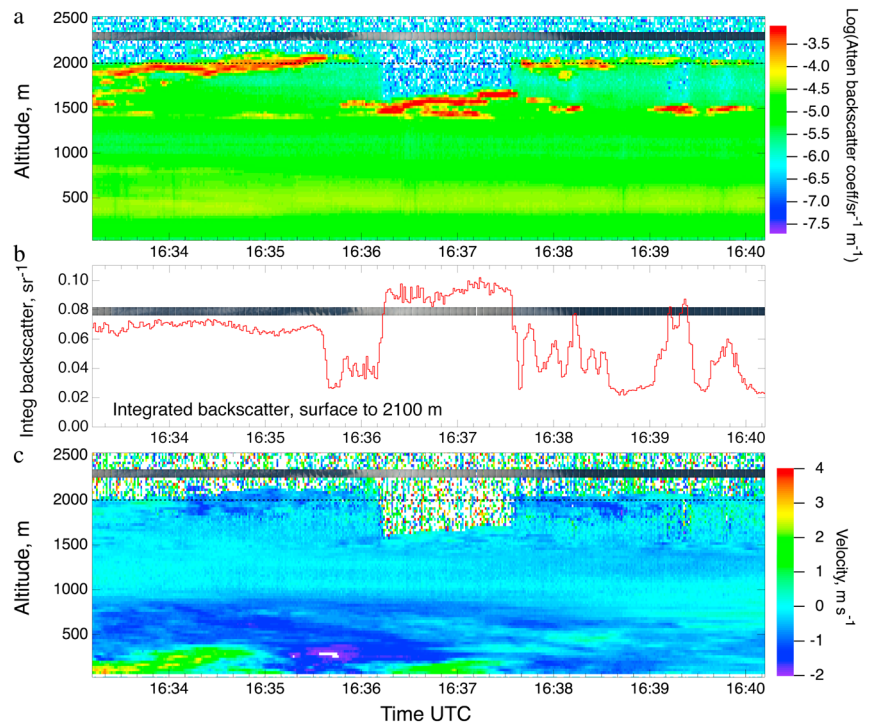 a
2500
2000
1500
1000
500
Altitude, m
16:34 16:35 16:36 16:37 16:38 16:39 16:40
-3.5
-4.0
-4.5
-5.0
-5.5
-6.0
-6.5
-7.0
-7.5
Log(Atten backscatter coeff/sr⁻¹ m⁻¹)
b
0.10
0.08
0.06
0.04
0.02
0.00
Integ backscatter, sr⁻¹
Integrated backscatter, surface to 2100 m
16:34 16:35 16:36 16:37 16:38 16:39 16:40
c
2500
2000
1500
1000
500
Altitude, m
16:34 16:35 16:36 16:37 16:38 16:39 16:40
Time UTC
4
3
2
1
0
-1
-2
Velocity, m s⁻¹